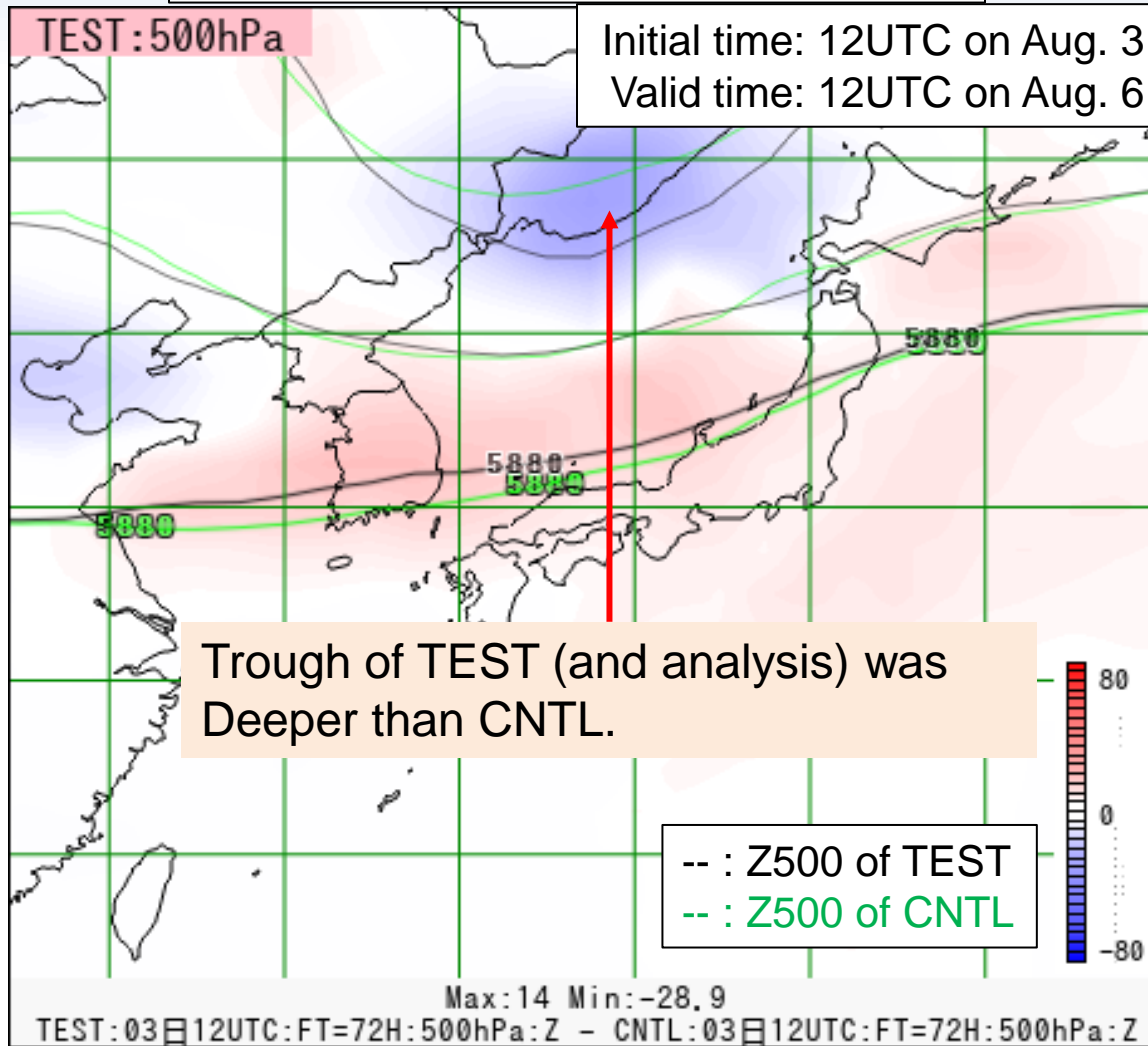 TEST:500hPa
Initial time: 12UTC on Aug. 3
Valid time: 12UTC on Aug. 6
5880
5880
5880
5880
5880
Trough of TEST (and analysis) was
Deeper than CNTL.
80
0
-80
-- : Z500 of TEST
-- : Z500 of CNTL
Max:14 Min:-28.9
TEST:03日12UTC:FT=72H:500hPa:Z - CNTL:03日12UTC:FT=72H:500hPa:Z